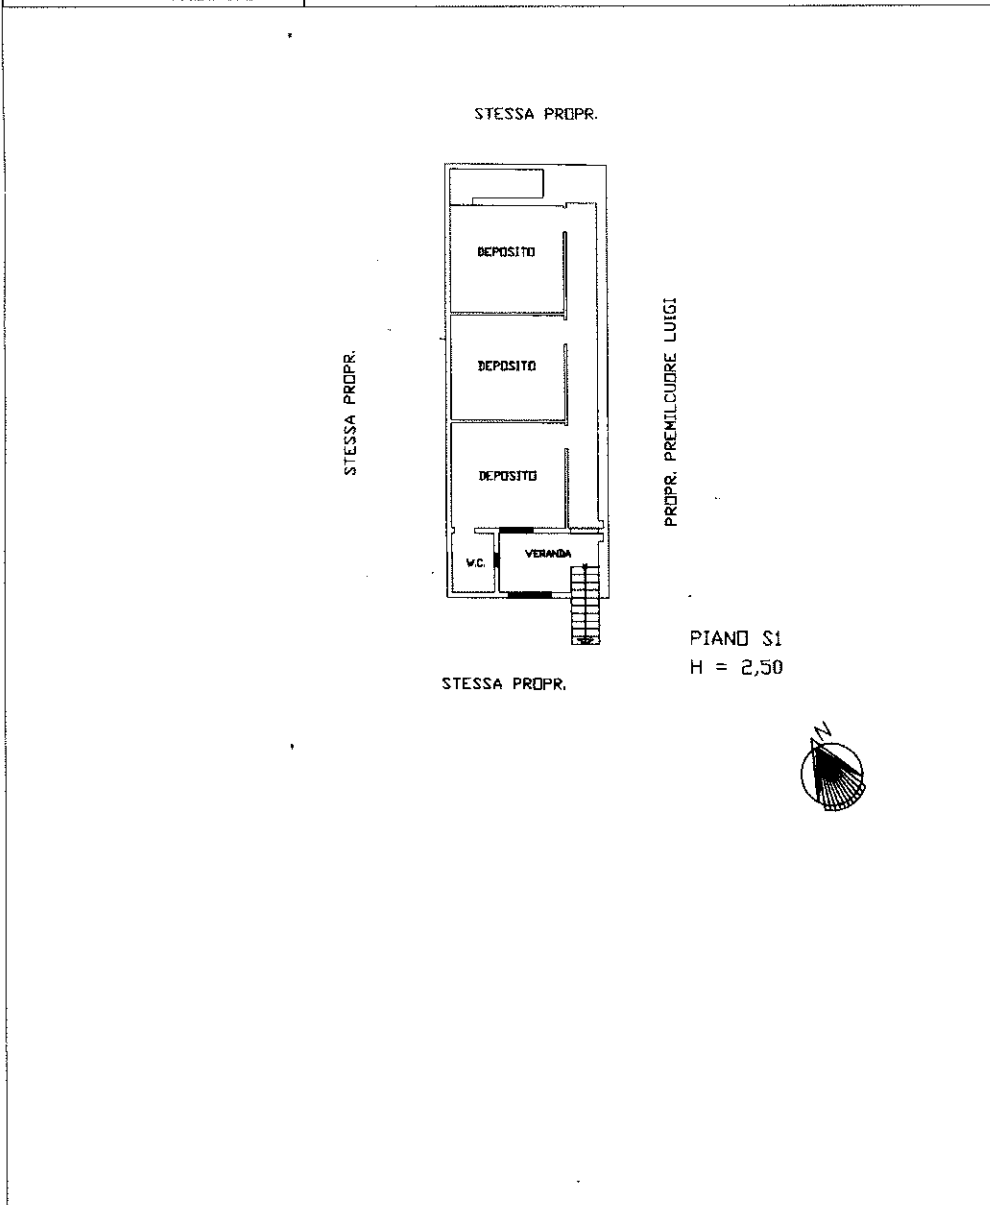 STESSA PROPR.
DEPOSITO
DEPOSITO
DEPOSITO
STESSA PROPR.
PROPR. PREMILCUORE LUIGI
W.C.
VERANDA
PIANO S1
H = 2,50
STESSA PROPR.
N